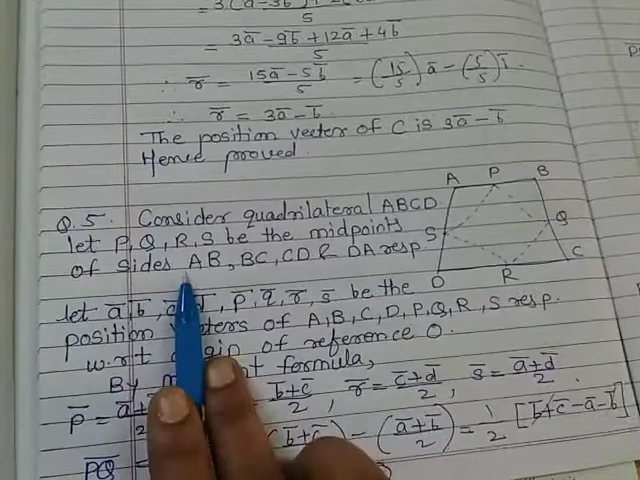 5
= 3ā - 9b̄ + 12ā + 4b̄ / 5
∴ r̄ = 15ā - 5b̄ / 5 = (15/5) ā - (5/5)
∴ r̄ = 3ā - b̄
The position vector of C is 3ā - b̄
Hence proved
Q.5. Consider quadrilateral ABCD
let P, Q, R, S be the midpoints
of sides AB, BC, CD & DA resp
A P B
S Q
D R C
let ā, b̄, p̄, q̄, r̄, s̄ be the
position of A, B, C, D, P, Q, R, S resp.
w.r.t of reference O.
By formula,
p̄ = b̄+c̄ / 2 , r̄ = c̄+d̄ / 2 , s̄ = ā+d̄ / 2
PQ = (b̄+c̄) - (ā+b̄ / 2) = 1/2 [b̄+c̄-ā-b̄]